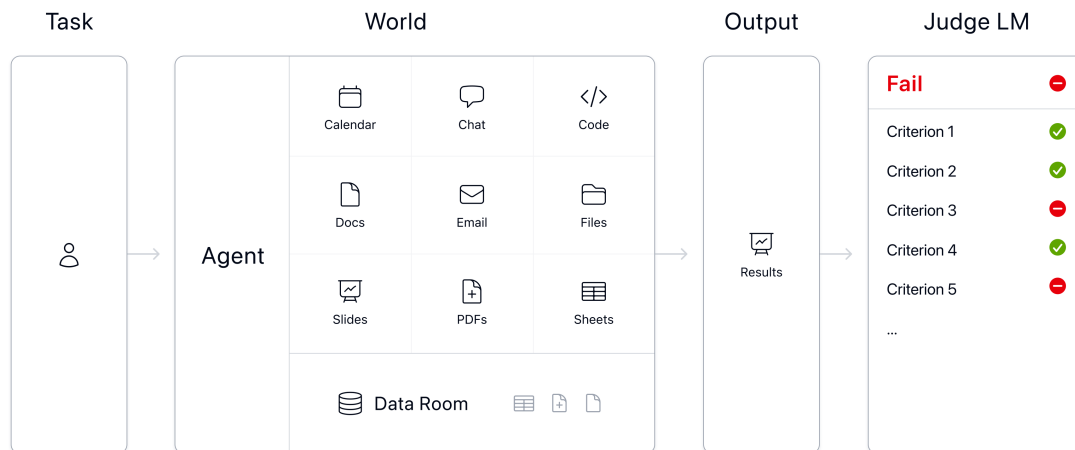 Task
World
Output
Judge LM
Agent
Calendar
Chat
Code
Docs
Email
Files
Slides
PDFs
Sheets
Data Room
Results
Fail
Criterion 1
Criterion 2
Criterion 3
Criterion 4
Criterion 5
...